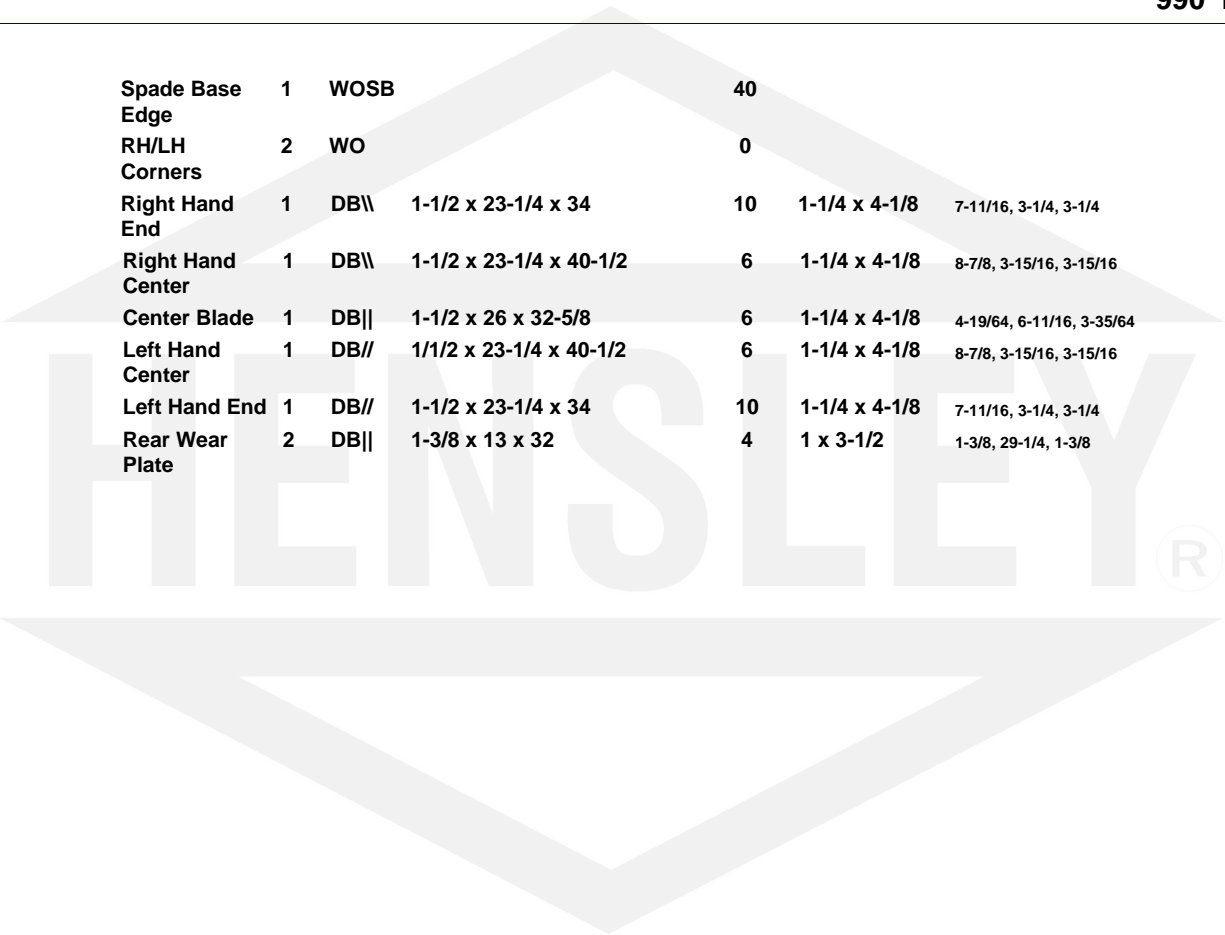 990
Spade Base 1 WOSB 40
Edge
RH/LH 2 WO 0
Corners
Right Hand 1 DB\\ 1-1/2 x 23-1/4 x 34 10 1-1/4 x 4-1/8 7-11/16, 3-1/4, 3-1/4
End
Right Hand 1 DB\\ 1-1/2 x 23-1/4 x 40-1/2 6 1-1/4 x 4-1/8 8-7/8, 3-15/16, 3-15/16
Center
Center Blade 1 DB|| 1-1/2 x 26 x 32-5/8 6 1-1/4 x 4-1/8 4-19/64, 6-11/16, 3-35/64
Left Hand 1 DB// 1/1/2 x 23-1/4 x 40-1/2 6 1-1/4 x 4-1/8 8-7/8, 3-15/16, 3-15/16
Center
Left Hand End 1 DB// 1-1/2 x 23-1/4 x 34 10 1-1/4 x 4-1/8 7-11/16, 3-1/4, 3-1/4
Rear Wear 2 DB|| 1-3/8 x 13 x 32 4 1 x 3-1/2 1-3/8, 29-1/4, 1-3/8
Plate
HENSLEY®